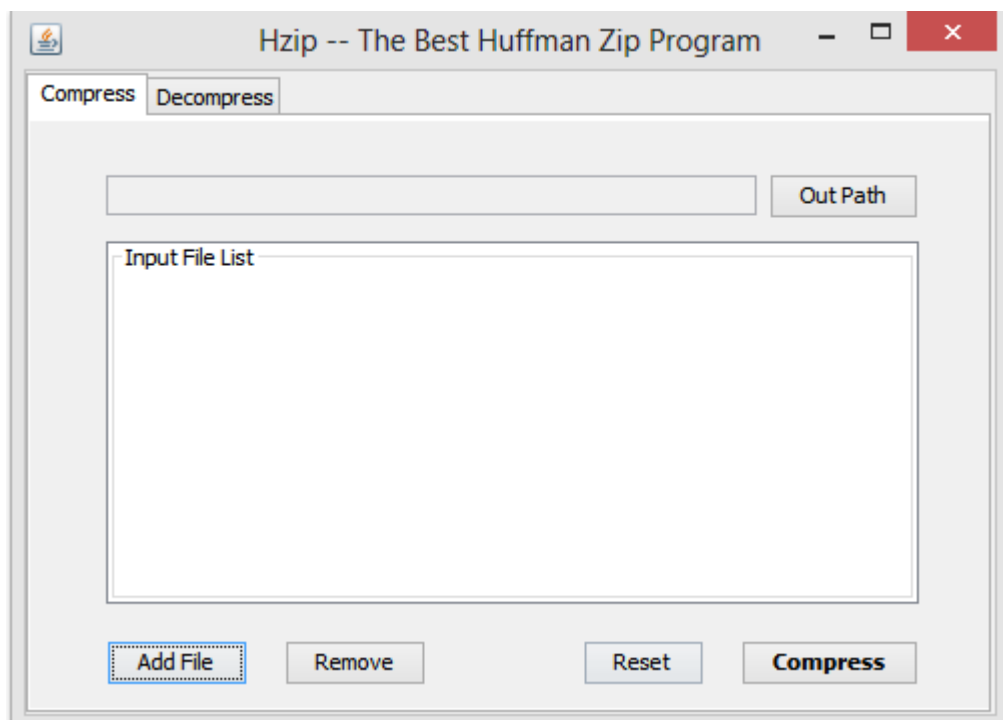 Hzip -- The Best Huffman Zip Program
Compress Decompress
Out Path
Input File List
Add File Remove Reset Compress